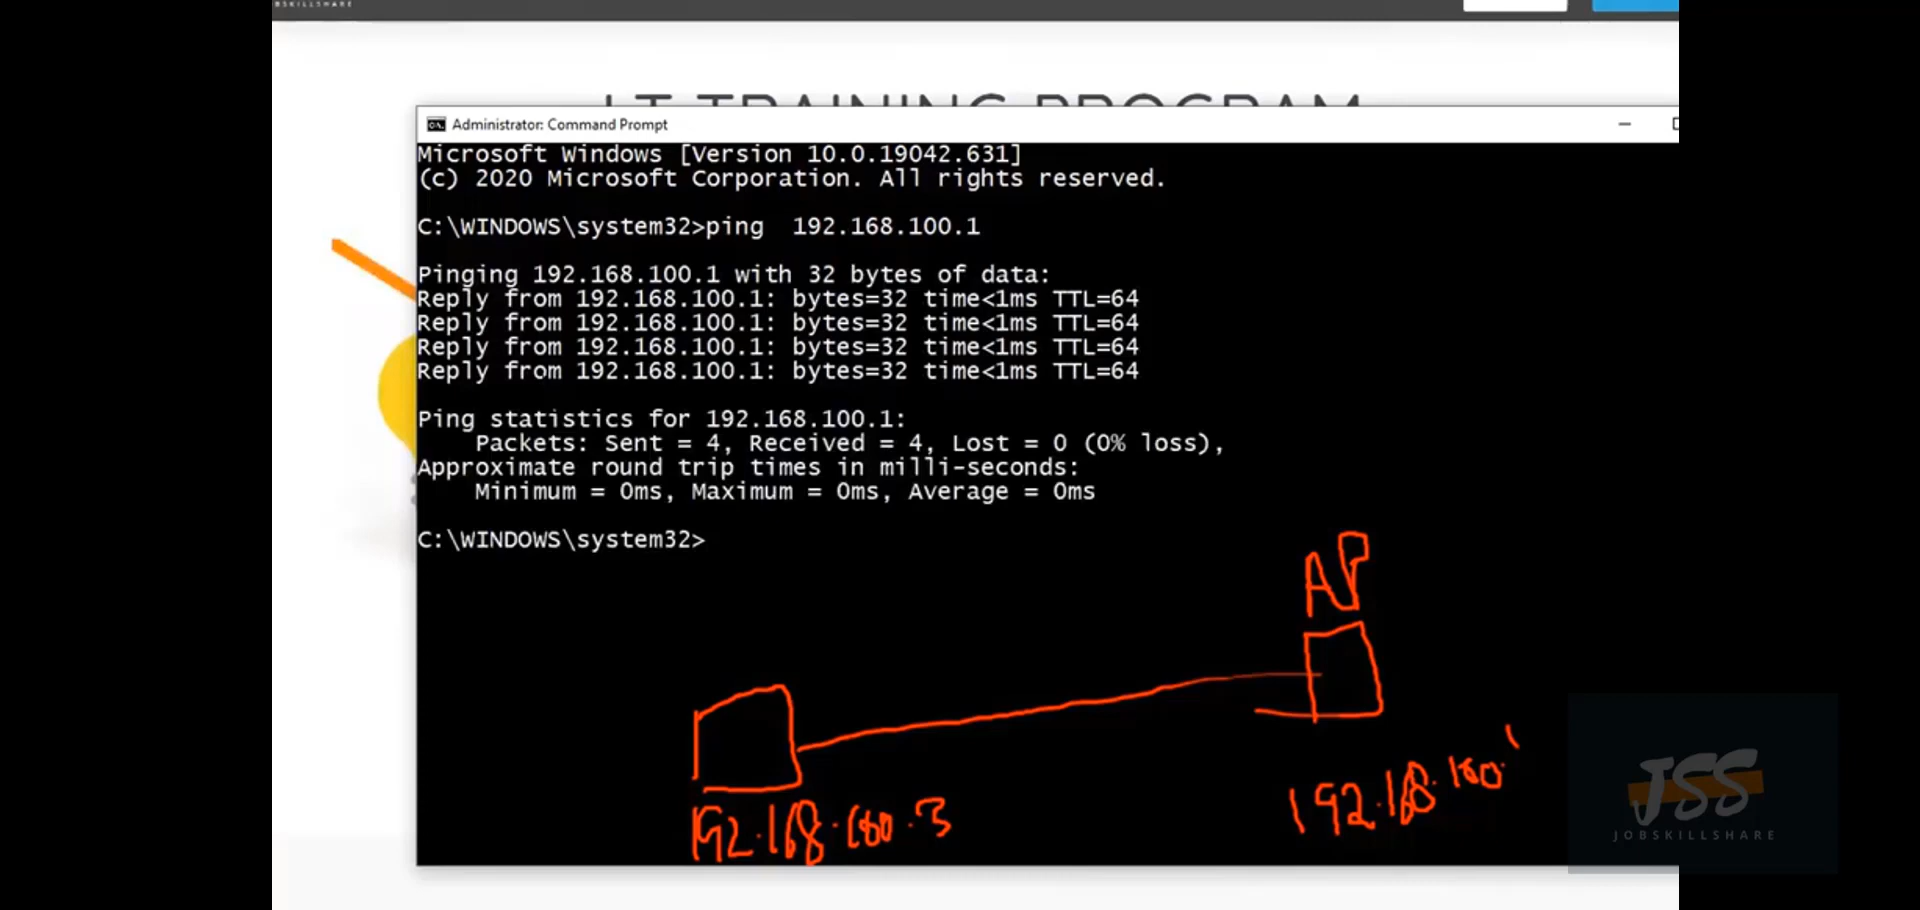 JOBSKILLSHARE
I.T TRAINING PROGRAM
Administrator: Command Prompt
Microsoft Windows [Version 10.0.19042.631]
(c) 2020 Microsoft Corporation. All rights reserved.
C:\WINDOWS\system32>ping  192.168.100.1
Pinging 192.168.100.1 with 32 bytes of data:
Reply from 192.168.100.1: bytes=32 time<1ms TTL=64
Reply from 192.168.100.1: bytes=32 time<1ms TTL=64
Reply from 192.168.100.1: bytes=32 time<1ms TTL=64
Reply from 192.168.100.1: bytes=32 time<1ms TTL=64
Ping statistics for 192.168.100.1:
    Packets: Sent = 4, Received = 4, Lost = 0 (0% loss),
Approximate round trip times in milli-seconds:
    Minimum = 0ms, Maximum = 0ms, Average = 0ms
C:\WINDOWS\system32>
AP
192.168.100.1
192.168.100.3
JSS
JOBSKILLSHARE